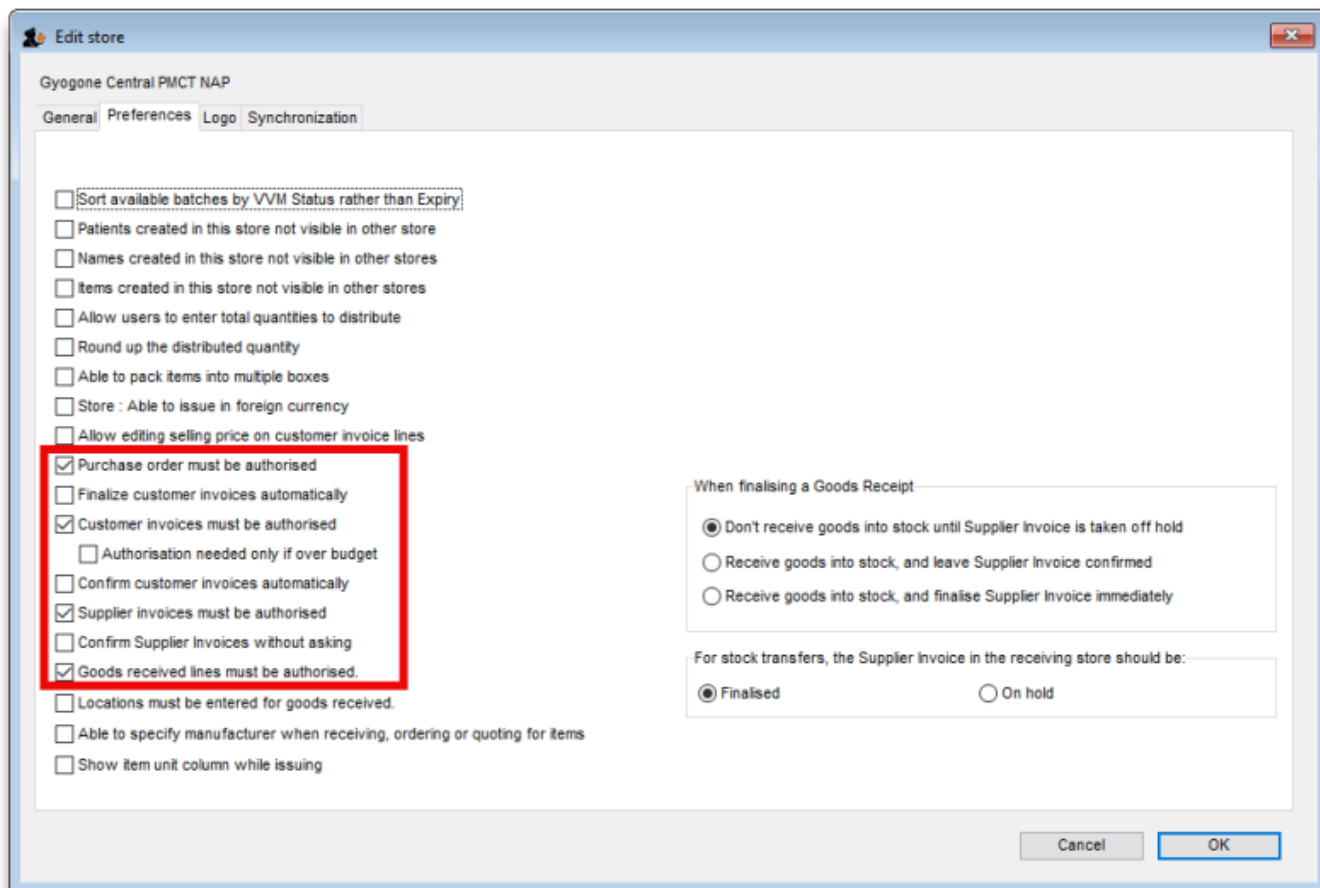 Edit store
Gyogone Central PMCT NAP
General Preferences Logo Synchronization
Sort available batches by VVM Status rather than Expiry
Patients created in this store not visible in other store
Names created in this store not visible in other stores
Items created in this store not visible in other stores
Allow users to enter total quantities to distribute
Round up the distributed quantity
Able to pack items into multiple boxes
Store : Able to issue in foreign currency
Allow editing selling price on customer invoice lines
Purchase order must be authorised
Finalize customer invoices automatically
Customer invoices must be authorised
Authorisation needed only if over budget
Confirm customer invoices automatically
Supplier invoices must be authorised
Confirm Supplier Invoices without asking
Goods received lines must be authorised.
Locations must be entered for goods received.
Able to specify manufacturer when receiving, ordering or quoting for items
Show item unit column while issuing
When finalising a Goods Receipt
Don't receive goods into stock until Supplier Invoice is taken off hold
Receive goods into stock, and leave Supplier Invoice confirmed
Receive goods into stock, and finalise Supplier Invoice immediately
For stock transfers, the Supplier Invoice in the receiving store should be:
Finalised On hold
Cancel OK